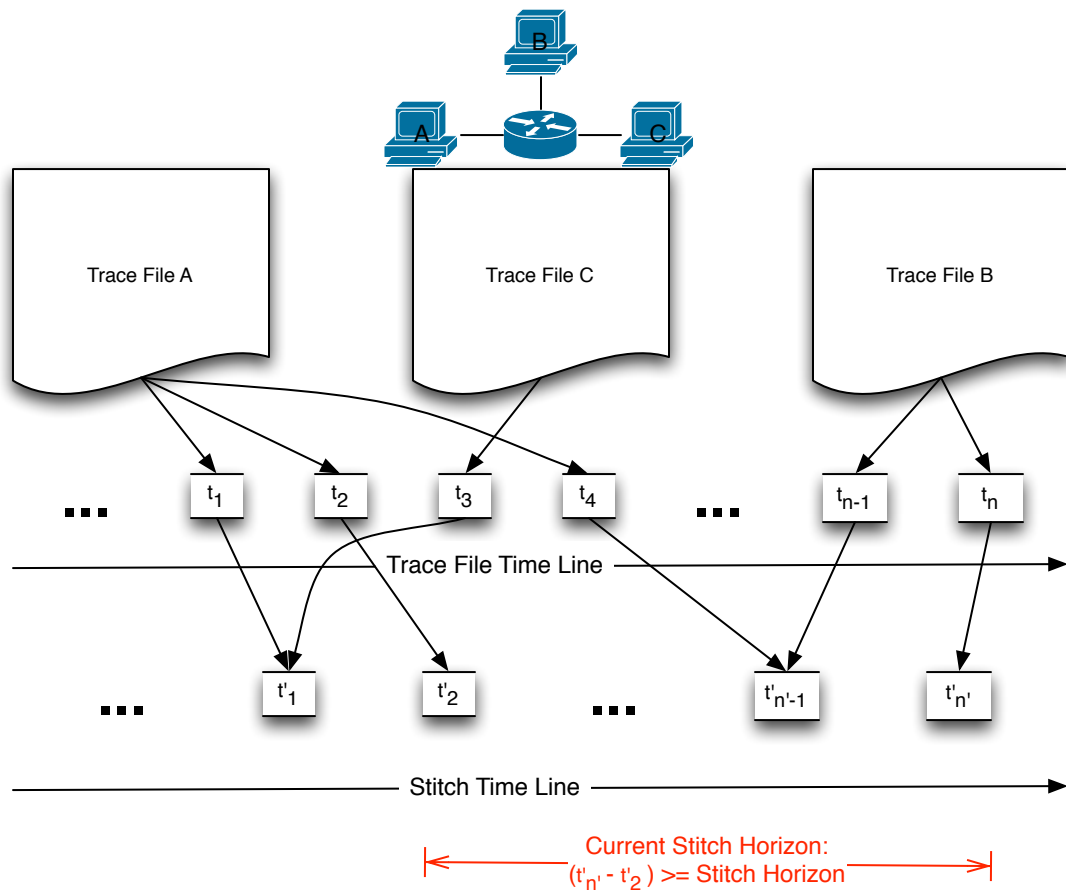 B
A
C
Trace File A
Trace File C
Trace File B
... t₁ t₂ t₃ t₄ ... tₙ₋₁ tₙ
Trace File Time Line
... t'₁ t'₂ ... t'ₙ'₋₁ t'ₙ'
Stitch Time Line
Current Stitch Horizon:
(t'ₙ' - t'₂ ) >= Stitch Horizon